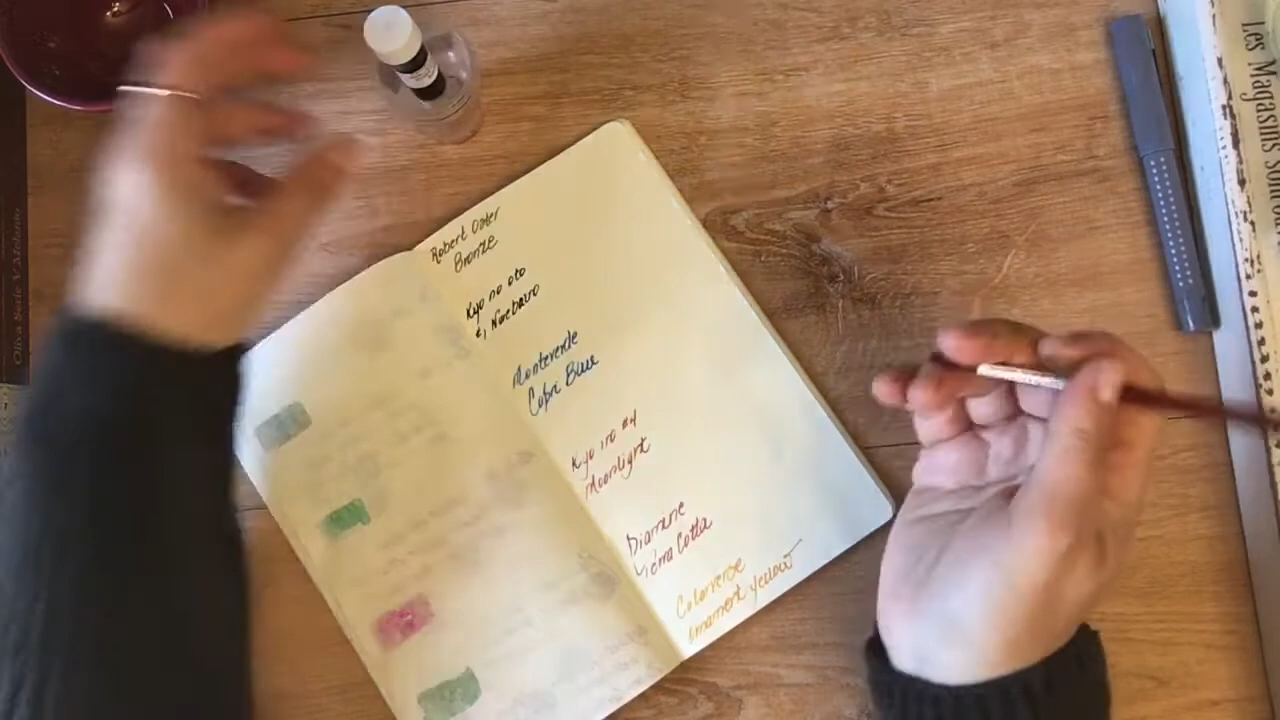 Robert Oster
Bronze
Kyo no oto
#1 Nurebairo
Monteverde
Capri Blue
Kyo iro #4
Moonlight
Diamine
Terra Cotta
Colorverse
Ornament Yellow
Les Magasins sont